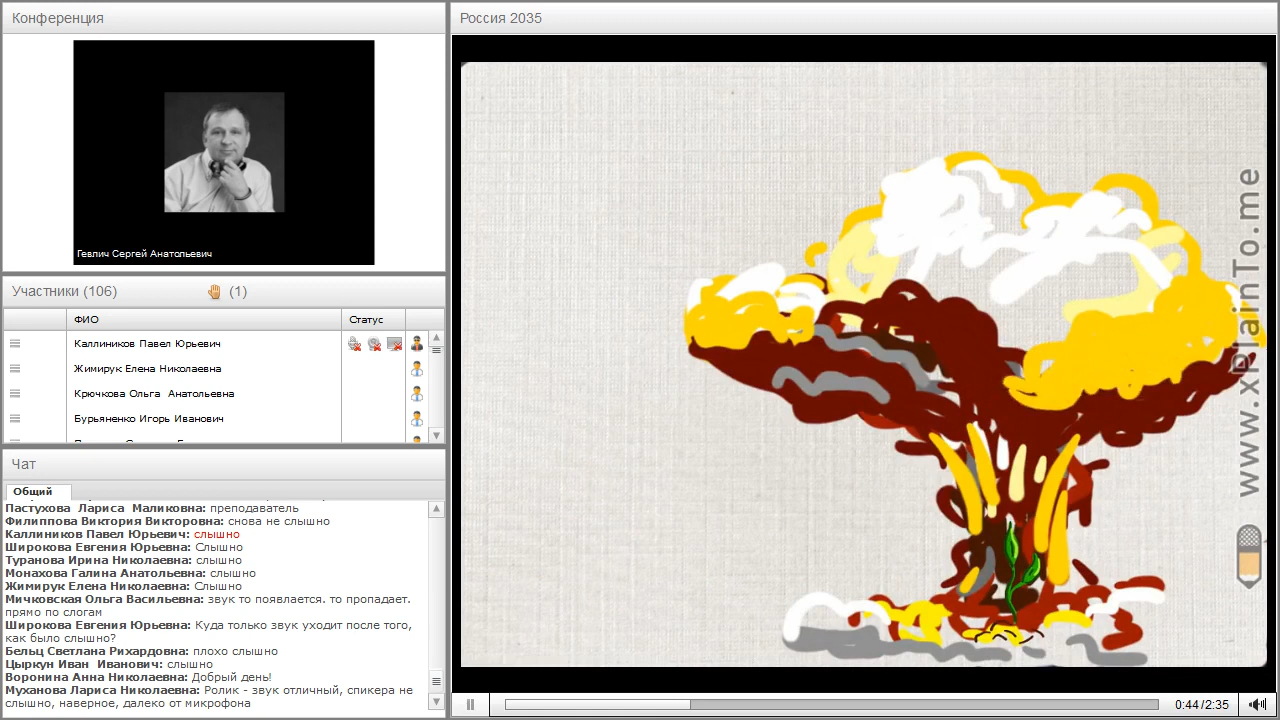 Конференция
Гевлич Сергей Анатольевич
Участники (106)
(1)
ФИО
Статус
Каллиников Павел Юрьевич
Жимирук Елена Николаевна
Крючкова Ольга Анатольевна
Бурьяненко Игорь Иванович
Чат
Общий
Пастухова Лариса Маликовна: преподаватель
Филиппова Виктория Викторовна: снова не слышно
Каллиников Павел Юрьевич: слышно
Широкова Евгения Юрьевна: Слышно
Туранова Ирина Николаевна: слышно
Монахова Галина Анатольевна: слышно
Жимирук Елена Николаевна: Слышно
Мичковская Ольга Васильевна: звук то появляется. то пропадает.
прямо по слогам
Широкова Евгения Юрьевна: Куда только звук уходит после того,
как было слышно?
Бельц Светлана Рихардовна: плохо слышно
Цыркун Иван Иванович: слышно
Воронина Анна Николаевна: Добрый день!
Муханова Лариса Николаевна: Ролик - звук отличный, спикера не
слышно, наверное, далеко от микрофона
Россия 2035
www.xPlainTo.me
0:44/2:35